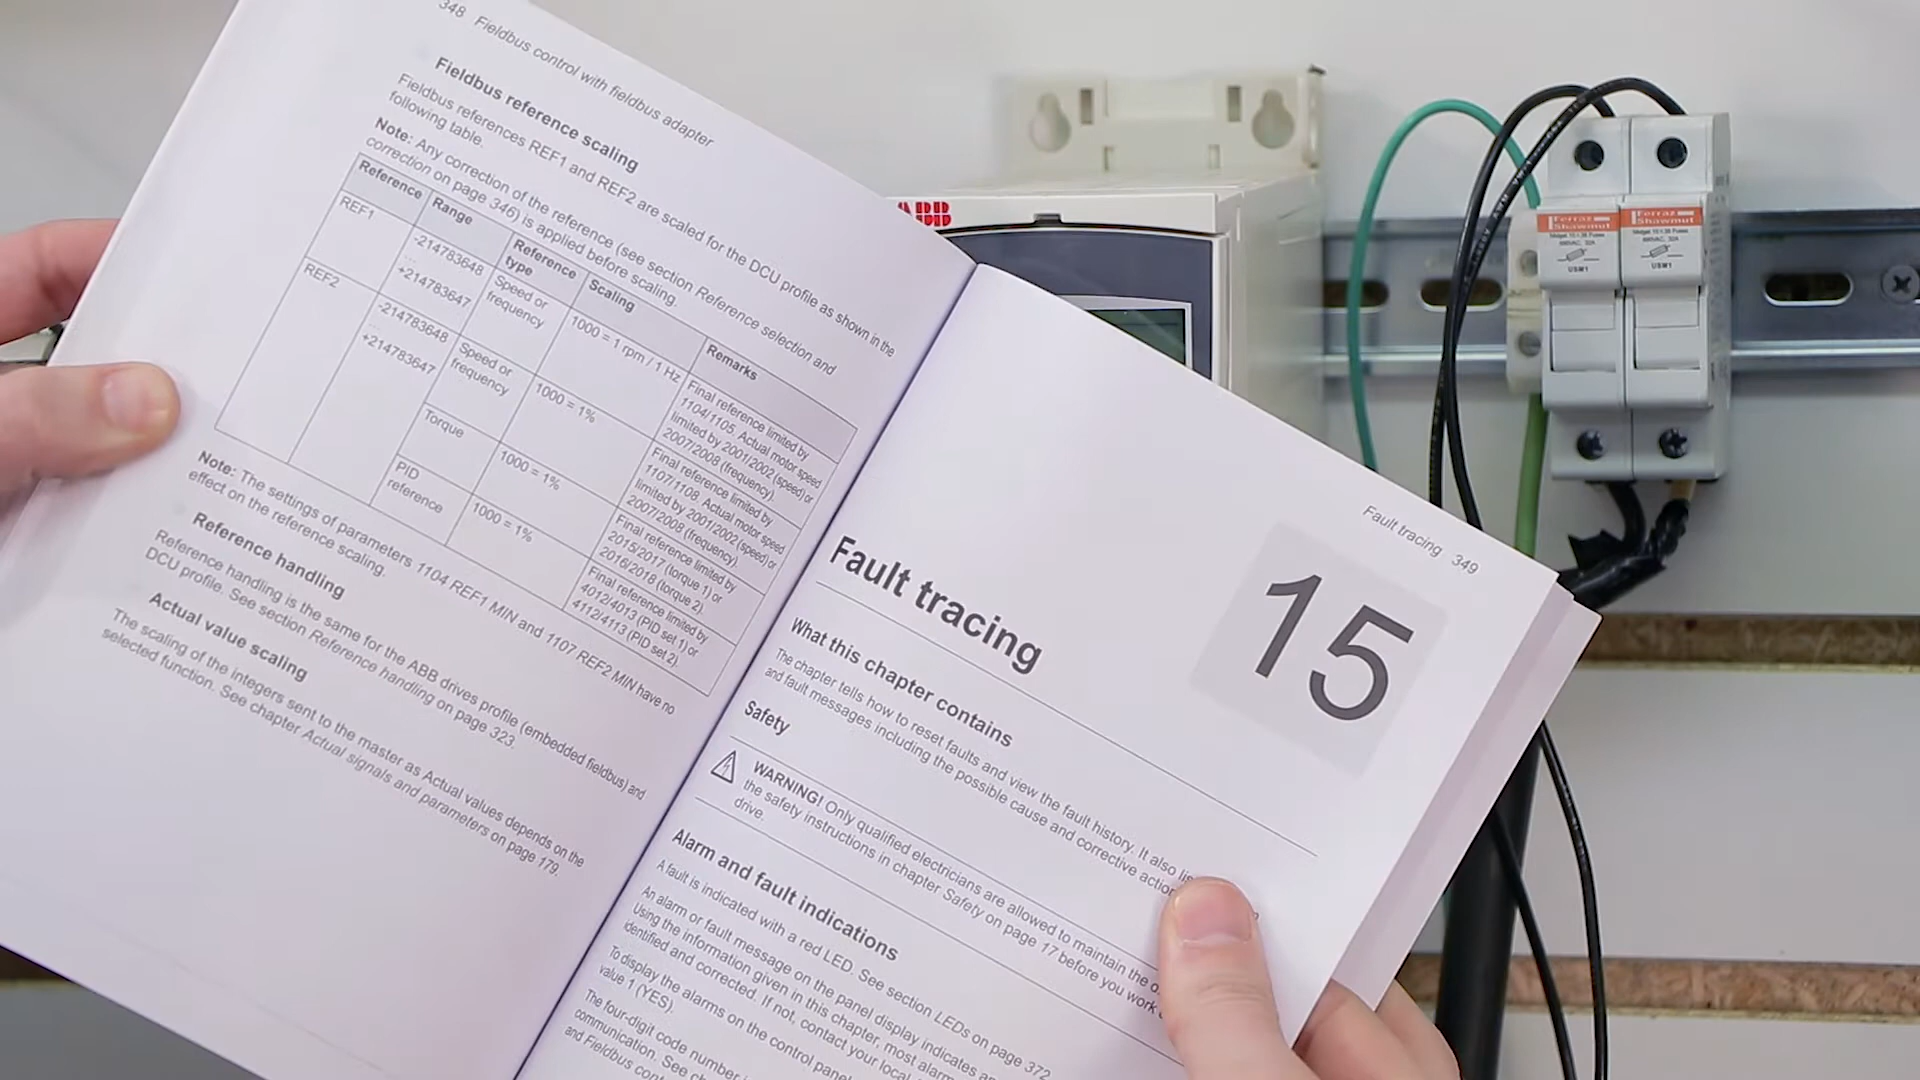 348 Fieldbus control with fieldbus adapter
Fieldbus reference scaling
Fieldbus references REF1 and REF2 are scaled for the DCU profile as shown in the
following table.
Note: Any correction of the reference (see section Reference selection and
correction on page 346) is applied before scaling.
Reference Range Reference type Scaling Remarks
REF1 -214783648 ... +214783647 Speed or frequency 1000 = 1 rpm / 1 Hz Final reference limited by
1104/1105. Actual motor speed
limited by 2001/2002 (speed) or
2007/2008 (frequency).
REF2 -214783648 ... +214783647 Speed or frequency 1000 = 1% Final reference limited by
1107/1108. Actual motor speed
limited by 2001/2002 (speed) or
2007/2008 (frequency).
Torque 1000 = 1% Final reference limited by
2015/2017 (torque 1) or
2016/2018 (torque 2).
PID reference 1000 = 1% Final reference limited by
4012/4013 (PID set 1) or
4112/4113 (PID set 2).
Note: The settings of parameters 1104 REF1 MIN and 1107 REF2 MIN have no
effect on the reference scaling.
Reference handling
Reference handling is the same for the ABB drives profile (embedded fieldbus) and
DCU profile. See section Reference handling on page 323.
Actual value scaling
The scaling of the integers sent to the master as Actual values depends on the
selected function. See chapter Actual signals and parameters on page 179.
Fault tracing 349
15
Fault tracing
What this chapter contains
The chapter tells how to reset faults and view the fault history. It also
and fault messages including the possible cause and corrective
Safety
WARNING! Only qualified electricians are allowed to maintain the
the safety instructions in chapter Safety on page 17 before you work
drive.
Alarm and fault indications
A fault is indicated with a red LED. See section LEDs on page 372.
An alarm or fault message on the panel display indicates
Using the information given in this chapter, most
identified and corrected. If not, contact your local
To display the alarms on the control
value 1 (YES).
The four-digit code number
communication. See
and Fieldbus
ABB
Ferraz Shawmut
Ferraz Shawmut
USM1
USM1